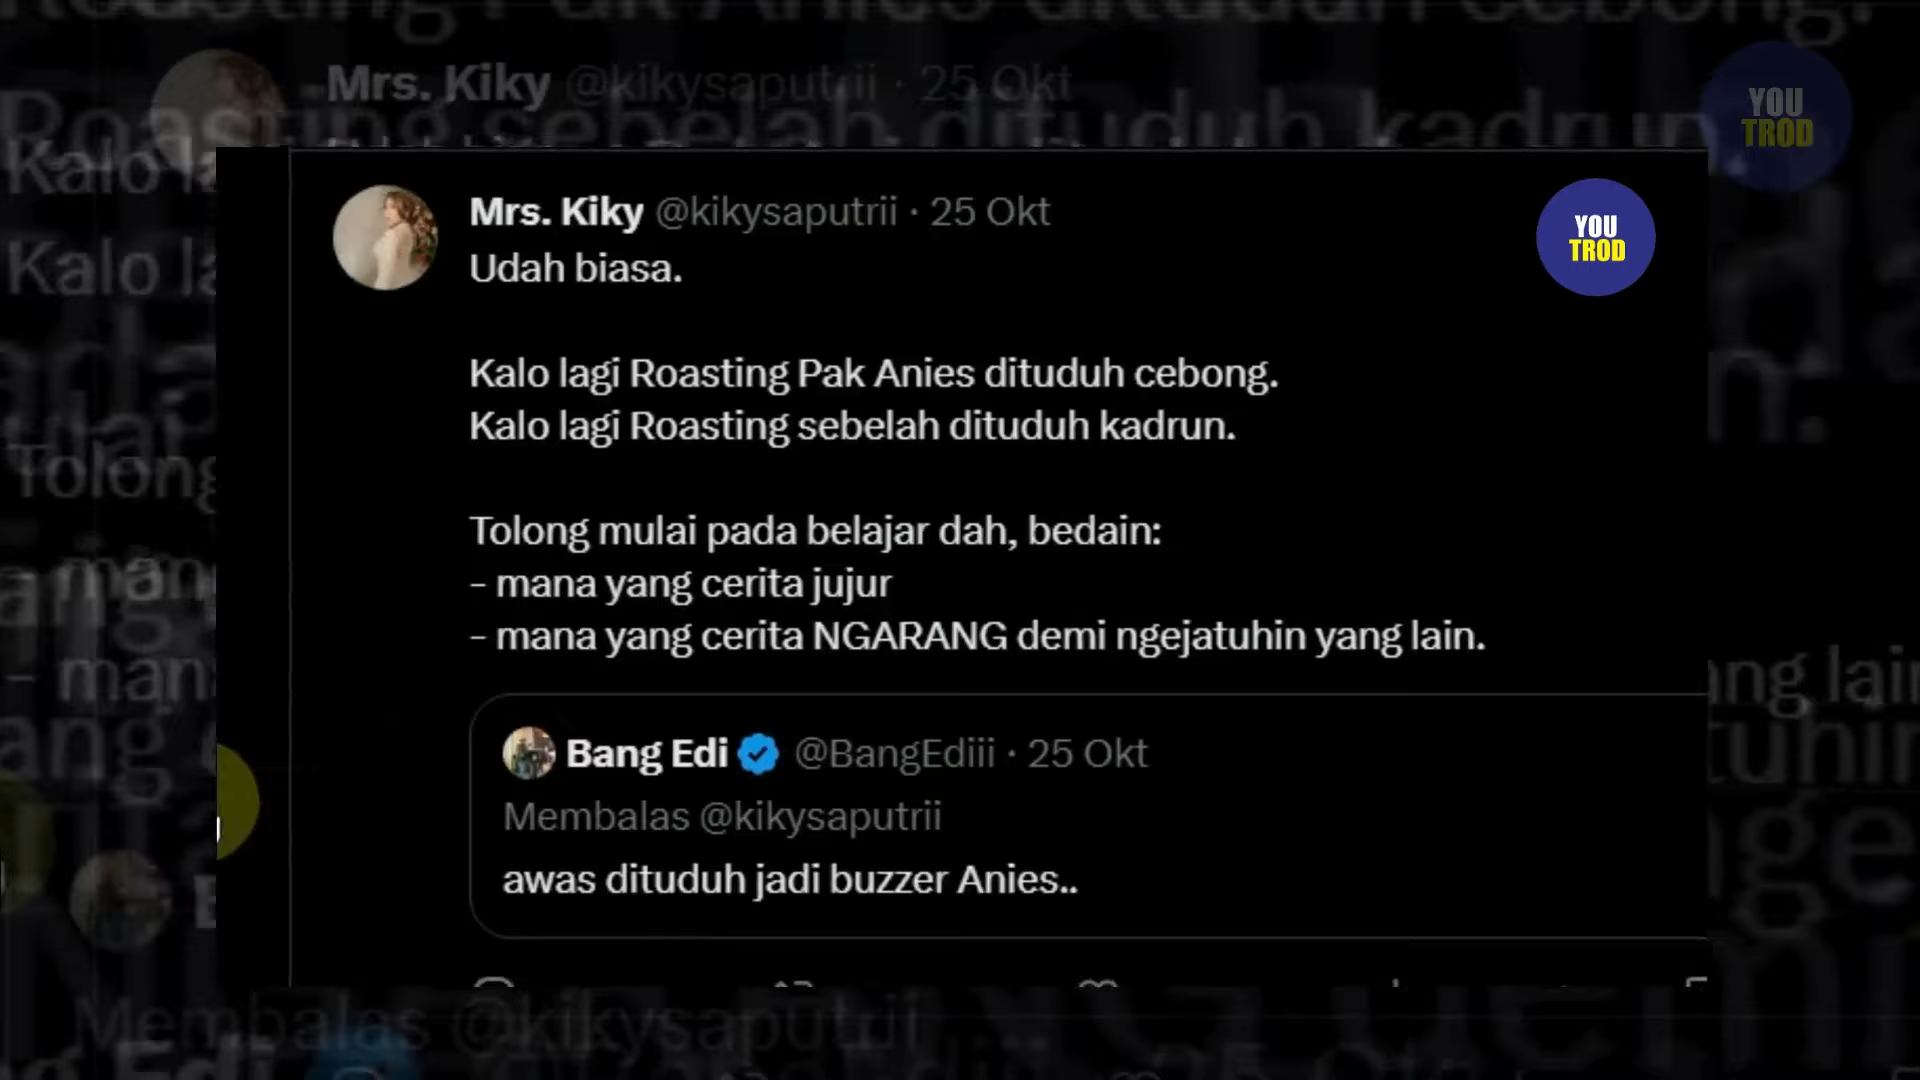 Mrs. Kiky @kikysaputrii · 25 Okt
YOU
TROD
Udah biasa.
Kalo lagi Roasting Pak Anies dituduh cebong.
Kalo lagi Roasting sebelah dituduh kadrun.
Tolong mulai pada belajar dah, bedain:
- mana yang cerita jujur
- mana yang cerita NGARANG demi ngejatuhin yang lain.
Bang Edi @BangEdiii · 25 Okt
Membalas @kikysaputrii
awas dituduh jadi buzzer Anies..